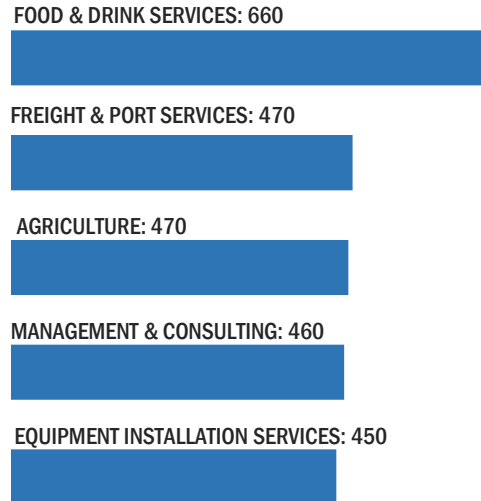 FOOD & DRINK SERVICES: 660
FREIGHT & PORT SERVICES: 470
AGRICULTURE: 470
MANAGEMENT & CONSULTING: 460
EQUIPMENT INSTALLATION SERVICES: 450